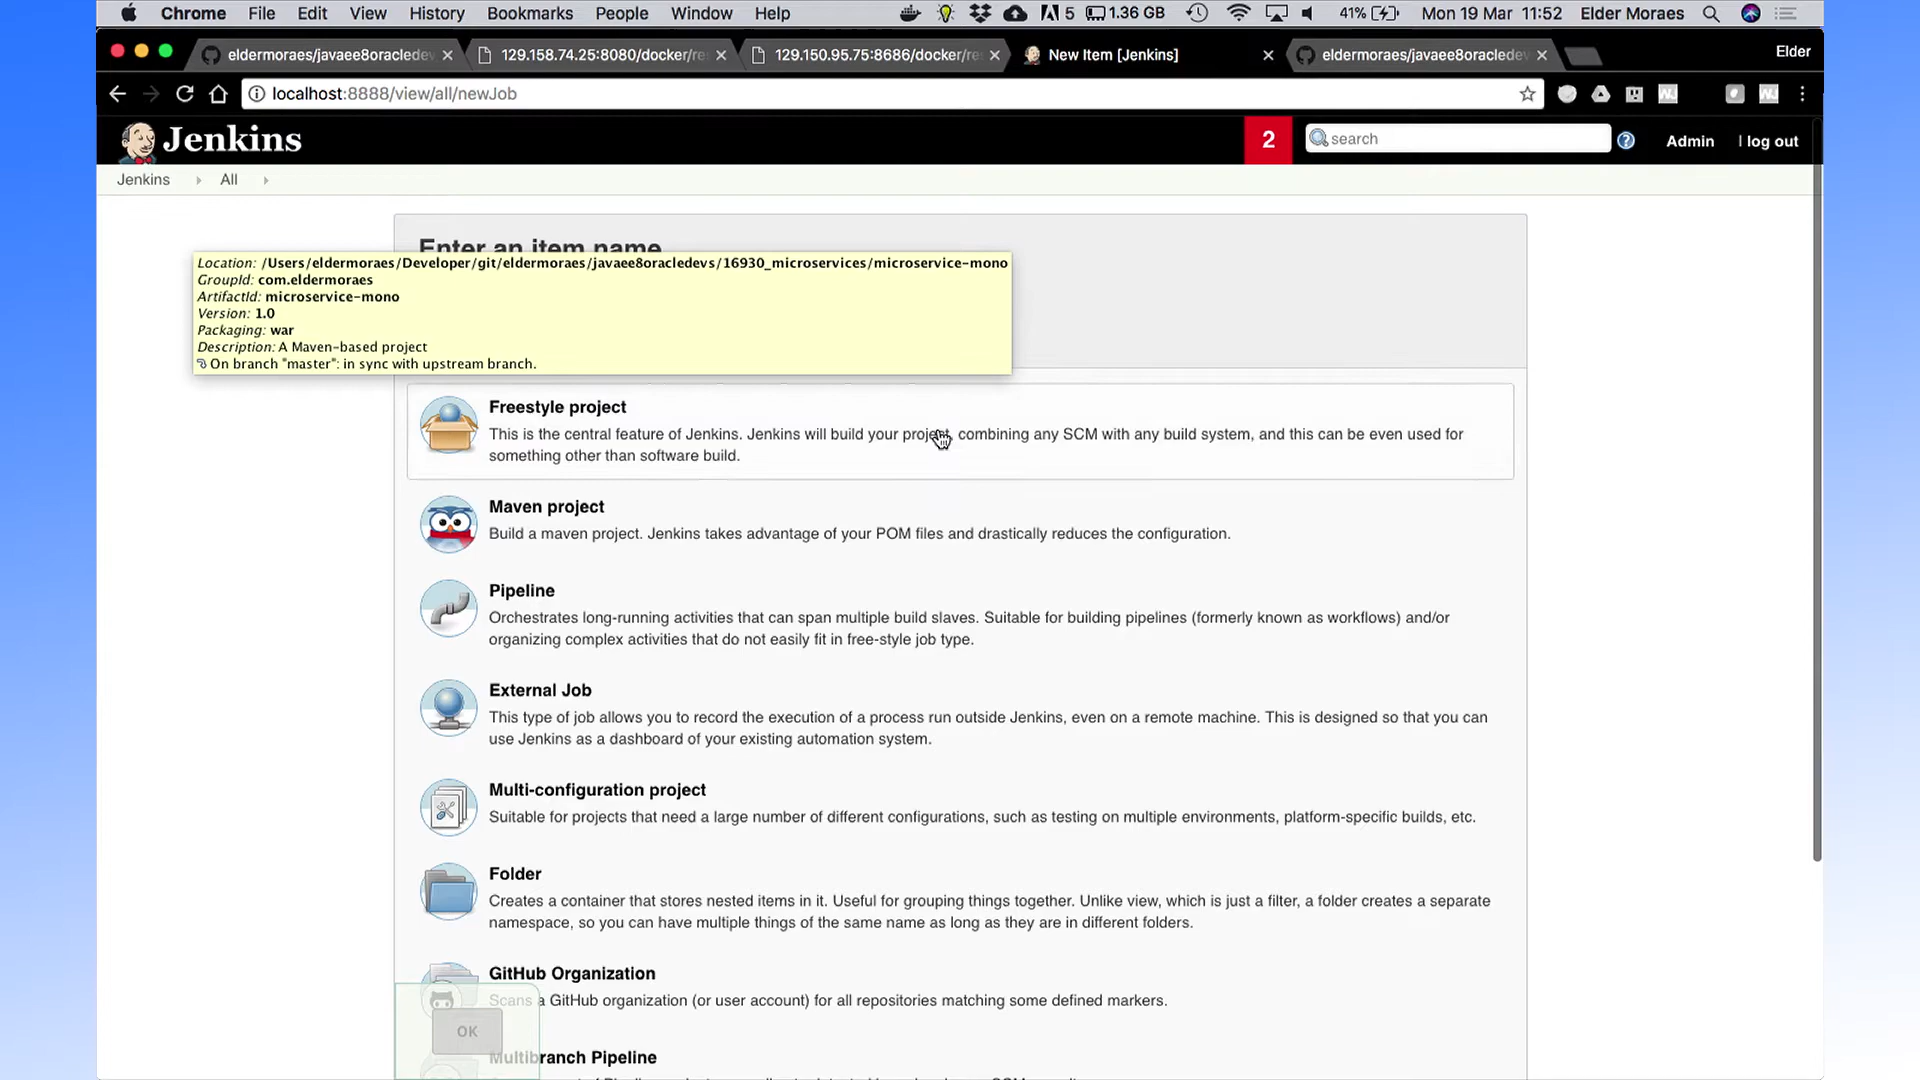 Chrome File Edit View History Bookmarks People Window Help 5 1.36 GB 41% Mon 19 Mar 11:52 Elder Moraes
eldermoraes/javaee8oracledev 129.158.74.25:8080/docker/re 129.150.95.75:8686/docker/re New Item [Jenkins] eldermoraes/javaee8oracledev Elder
localhost:8888/view/all/newJob
Jenkins 2 search Admin | log out
Jenkins All
Enter an item name
Location: /Users/eldermoraes/Developer/git/eldermoraes/javaee8oracledevs/16930_microservices/microservice-mono
GroupId: com.eldermoraes
ArtifactId: microservice-mono
Version: 1.0
Packaging: war
Description: A Maven-based project
On branch "master": in sync with upstream branch.
Freestyle project
This is the central feature of Jenkins. Jenkins will build your project, combining any SCM with any build system, and this can be even used for
something other than software build.
Maven project
Build a maven project. Jenkins takes advantage of your POM files and drastically reduces the configuration.
Pipeline
Orchestrates long-running activities that can span multiple build slaves. Suitable for building pipelines (formerly known as workflows) and/or
organizing complex activities that do not easily fit in free-style job type.
External Job
This type of job allows you to record the execution of a process run outside Jenkins, even on a remote machine. This is designed so that you can
use Jenkins as a dashboard of your existing automation system.
Multi-configuration project
Suitable for projects that need a large number of different configurations, such as testing on multiple environments, platform-specific builds, etc.
Folder
Creates a container that stores nested items in it. Useful for grouping things together. Unlike view, which is just a filter, a folder creates a separate
namespace, so you can have multiple things of the same name as long as they are in different folders.
GitHub Organization
Scans a GitHub organization (or user account) for all repositories matching some defined markers.
OK
Multibranch Pipeline